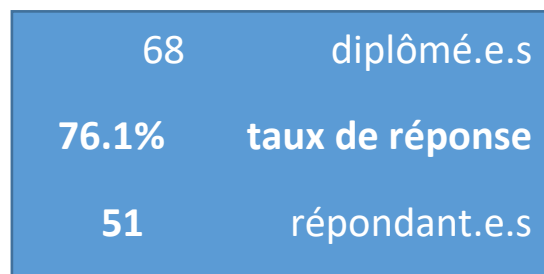 68 diplômé.e.s
76.1% taux de réponse
51 répondant.e.s